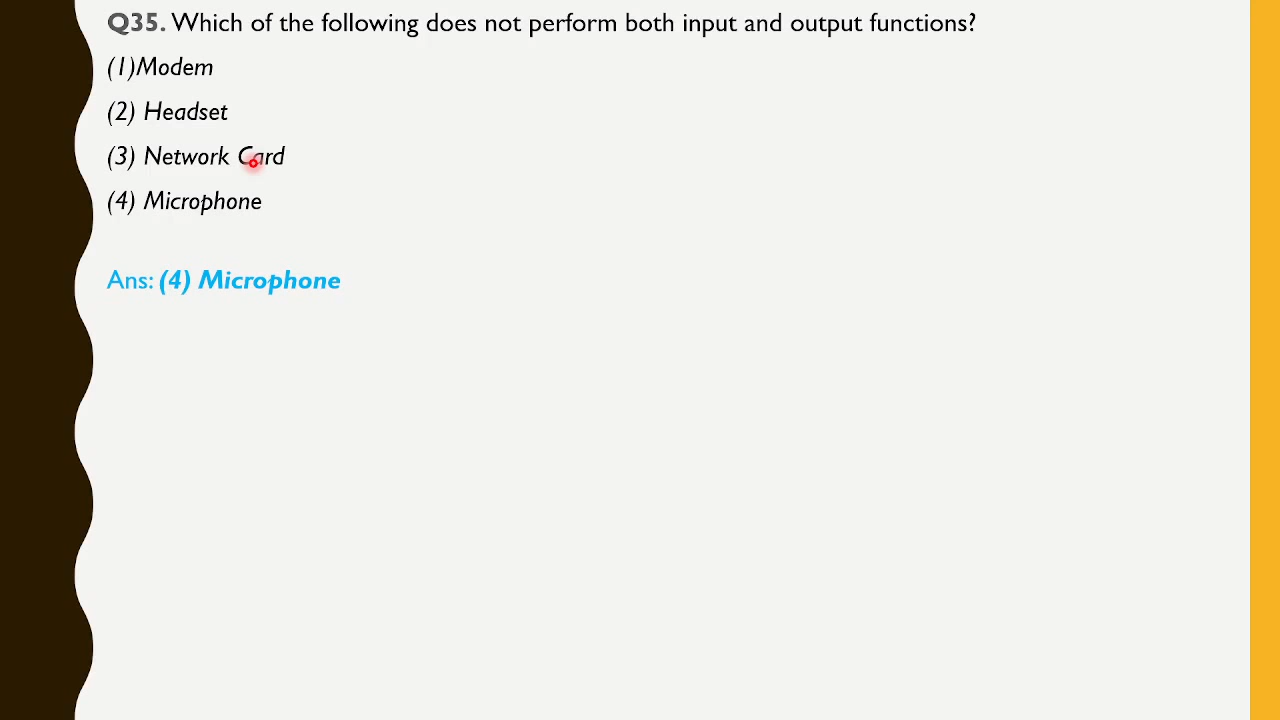 Q35. Which of the following does not perform both input and output functions?
(1)Modem
(2) Headset
(3) Network Card
(4) Microphone
Ans: (4) Microphone